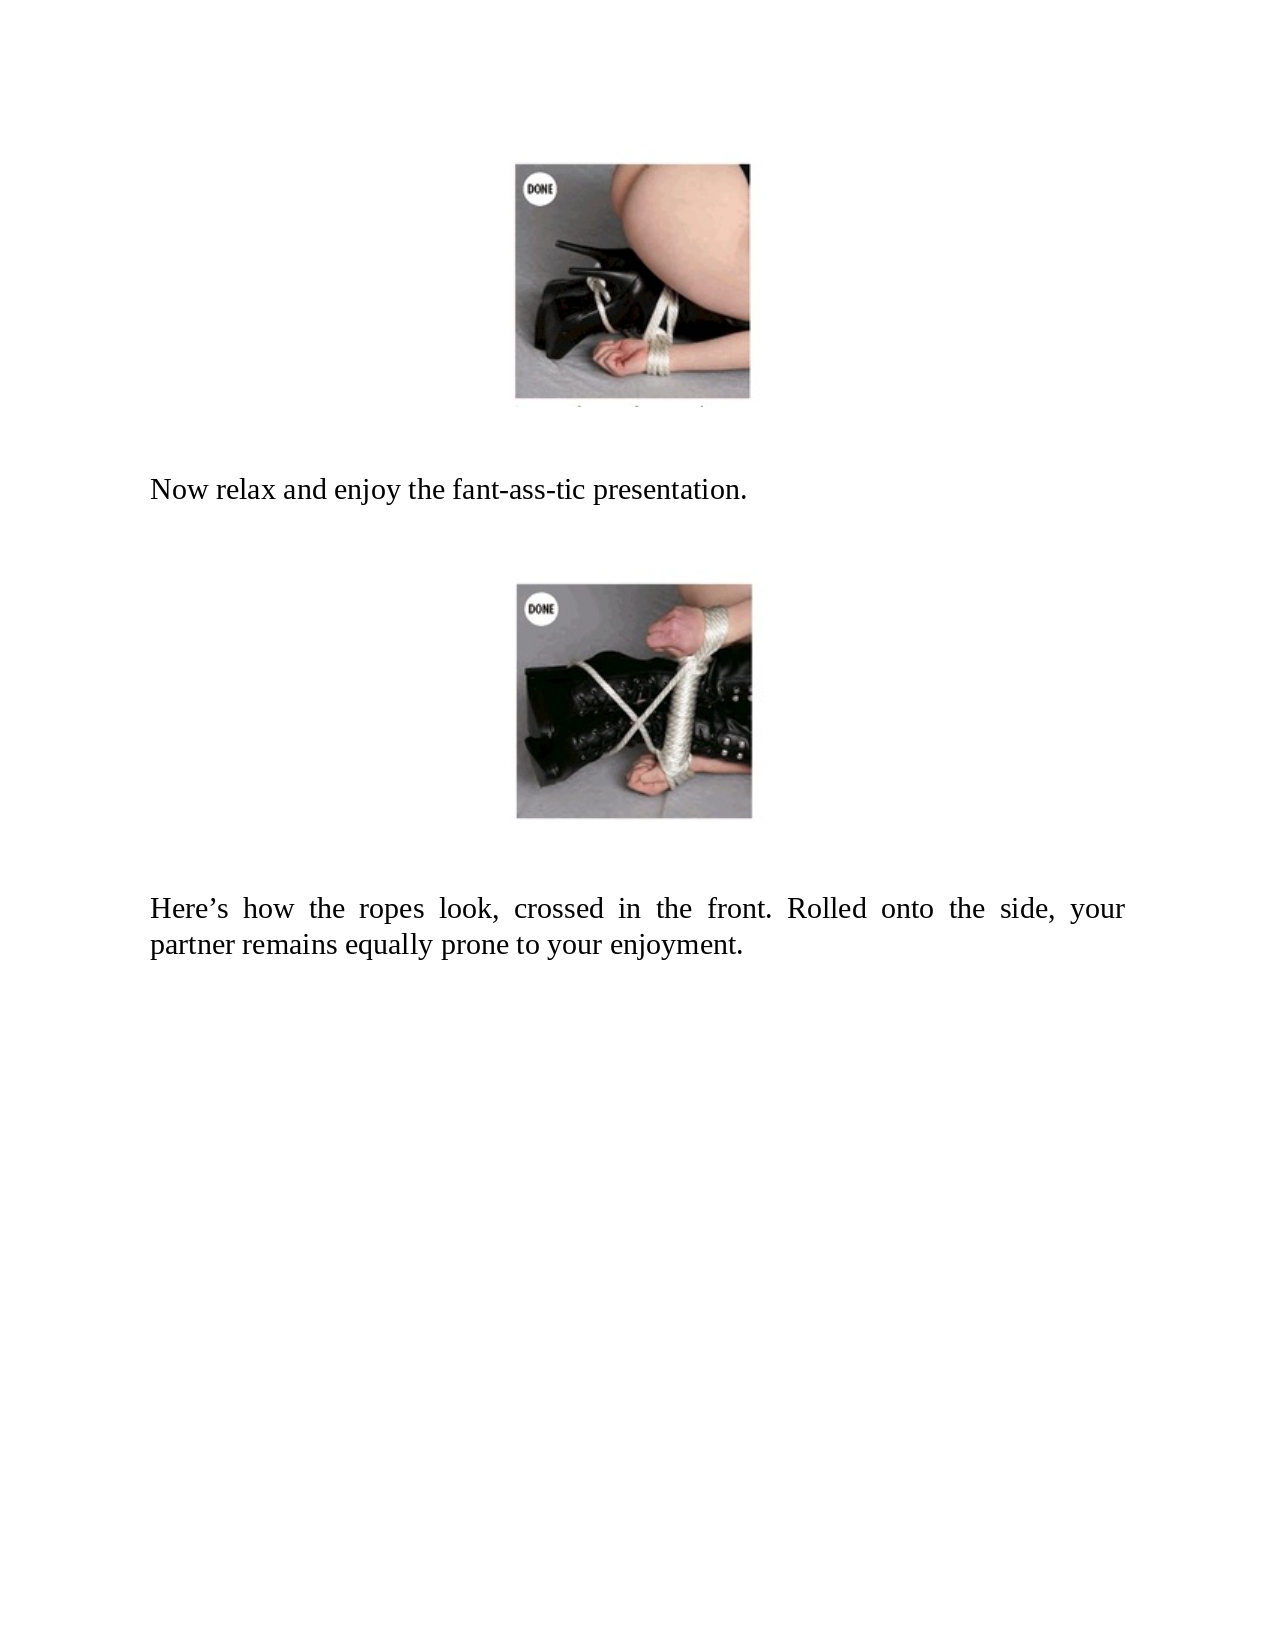 DONE
Now relax and enjoy the fant-ass-tic presentation.
DONE
Here’s how the ropes look, crossed in the front. Rolled onto the side, your
partner remains equally prone to your enjoyment.